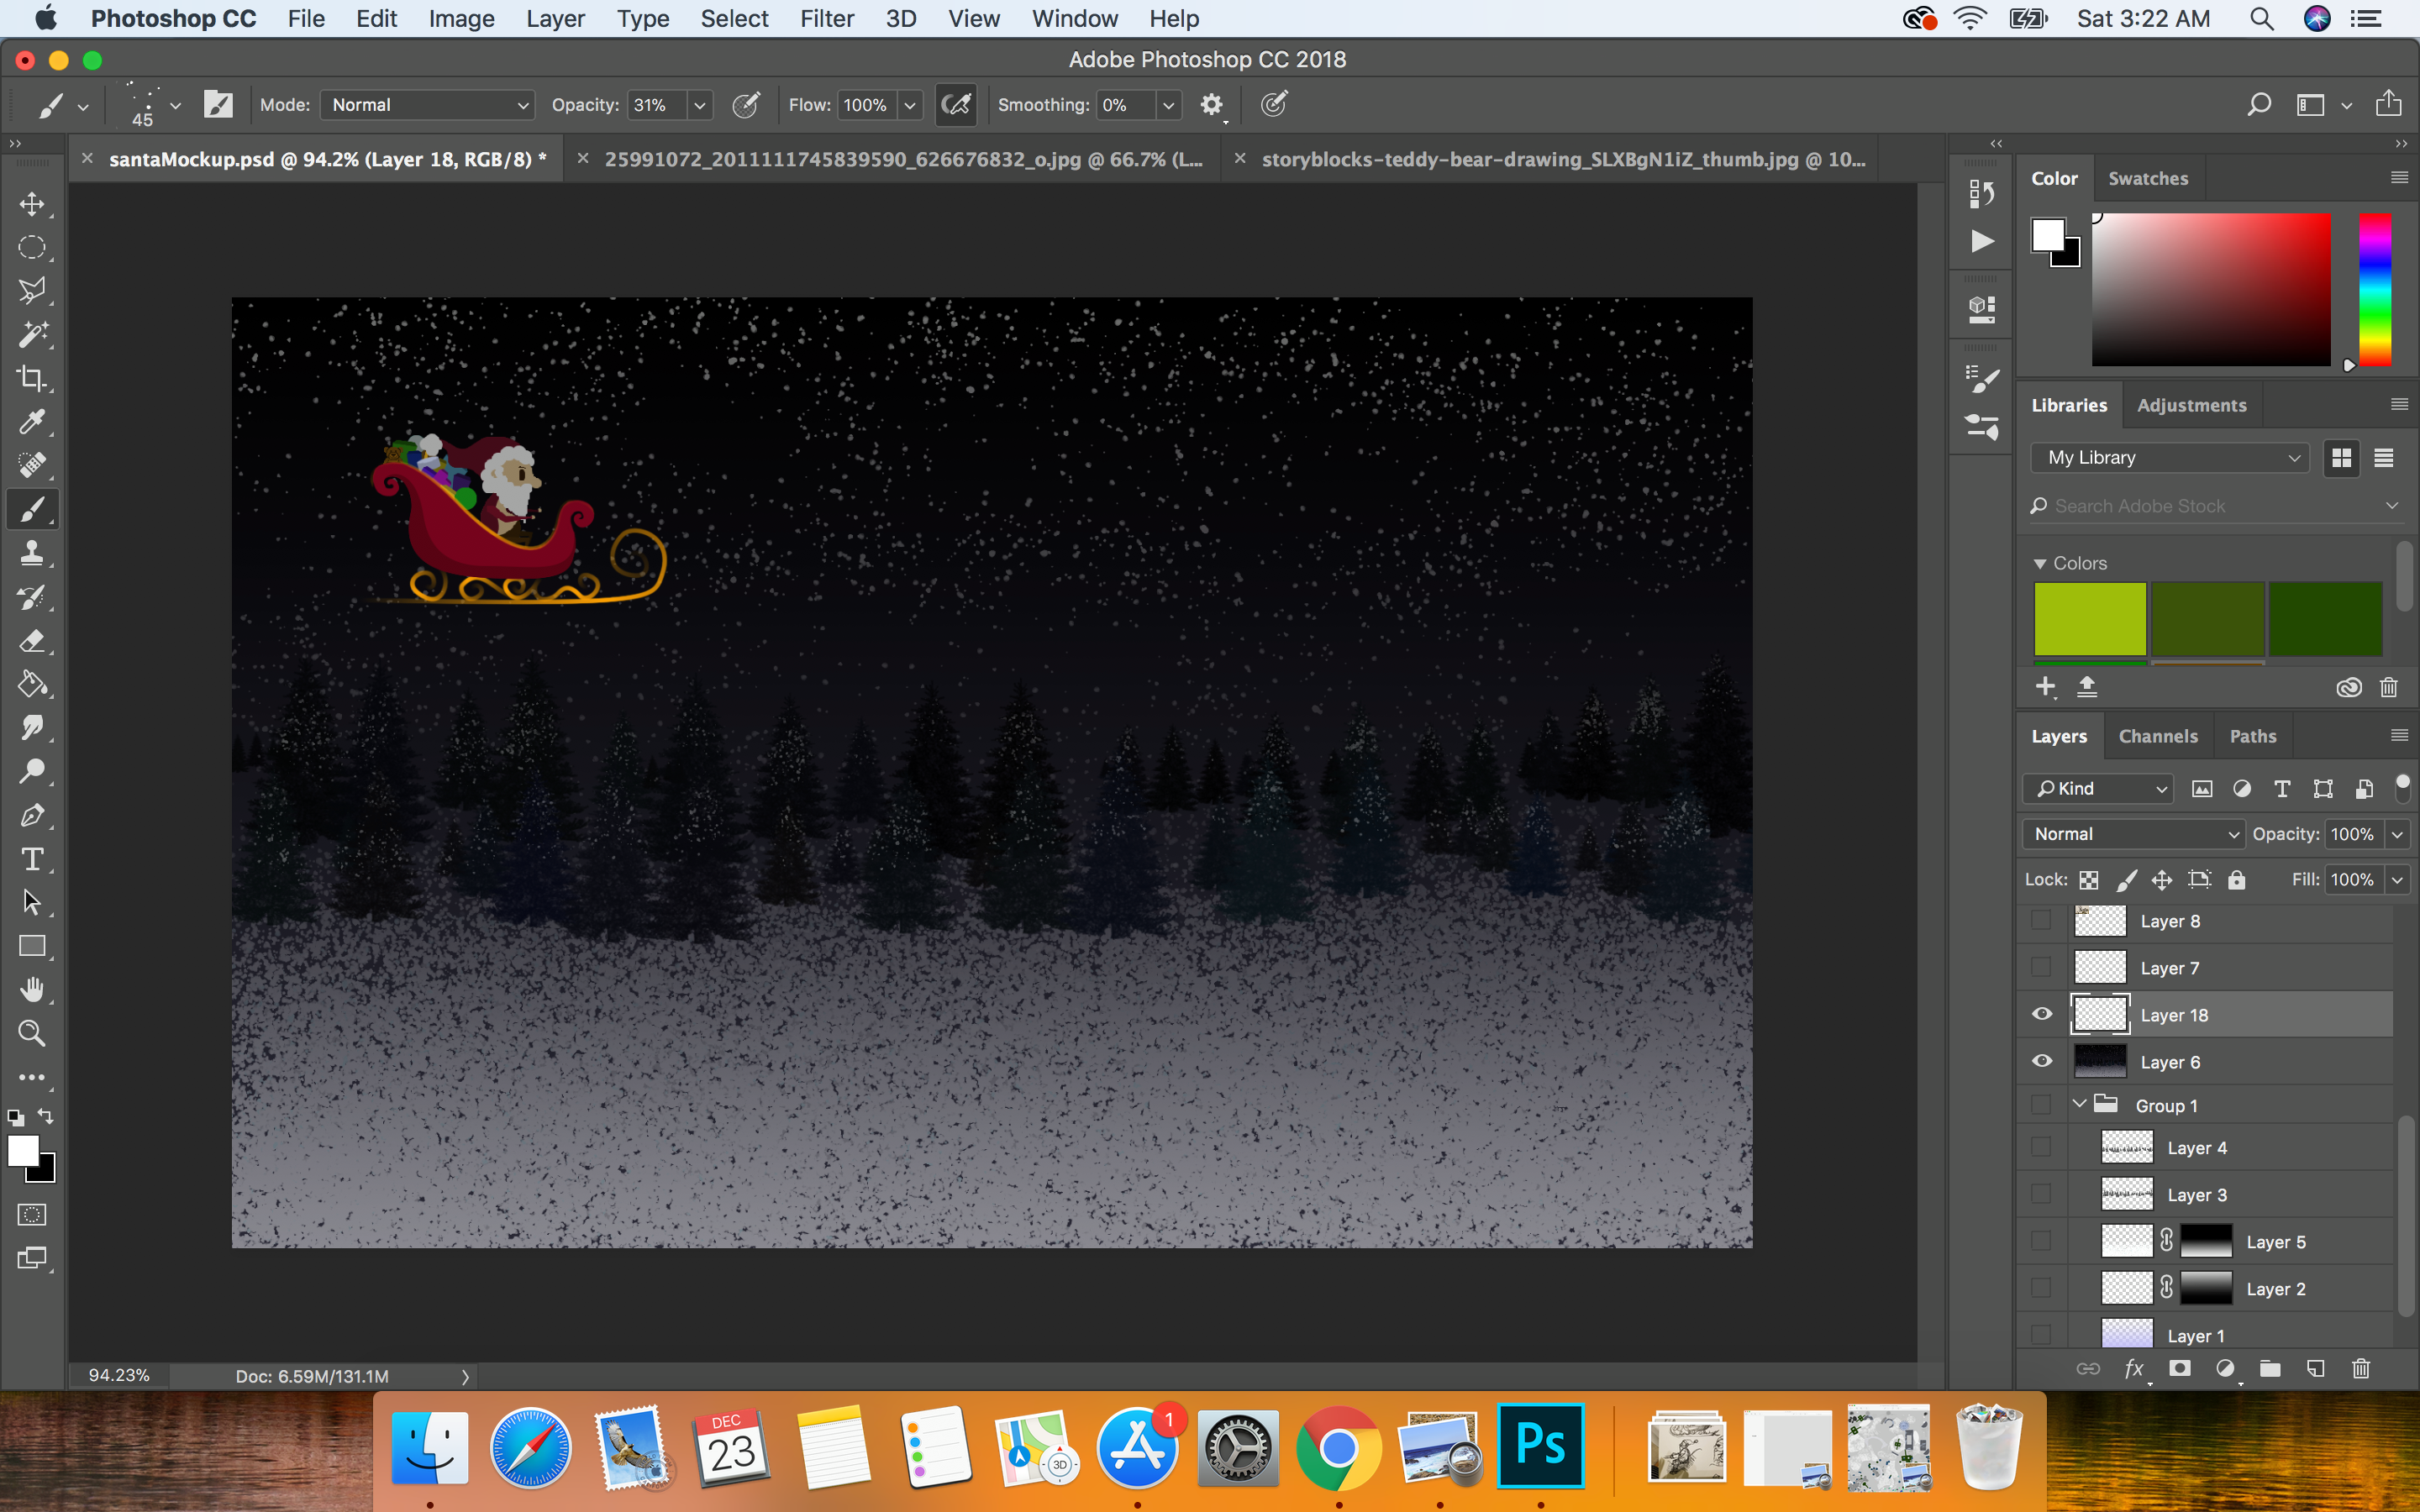 Photoshop CC File Edit Image Layer Type Select Filter 3D View Window Help Sat 3:22 AM
Adobe Photoshop CC 2018
45 Mode: Normal Opacity: 31% Flow: 100% Smoothing: 0%
santaMockup.psd @ 94.2% (Layer 18, RGB/8) * 25991072_2011111745839590_626676832_o.jpg @ 66.7% (L... storyblocks-teddy-bear-drawing_SLXBgN1iZ_thumb.jpg @ 10...
Color Swatches
Libraries Adjustments
My Library
Search Adobe Stock
Colors
Layers Channels Paths
Kind
Normal Opacity: 100%
Lock: Fill: 100%
Layer 8
Layer 7
Layer 18
Layer 6
Group 1
Layer 4
Layer 3
Layer 5
Layer 2
Layer 1
fx
94.23% Doc: 6.59M/131.1M
DEC
23
3D
1
Ps